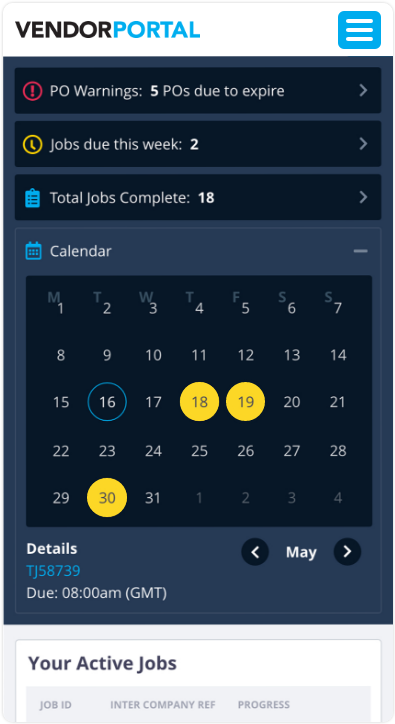 VENDORPORTAL
PO Warnings: 5 POs due to expire
Jobs due this week: 2
Total Jobs Complete: 18
Calendar
M T W T F S S
1 2 3 4 5 6 7
8 9 10 11 12 13 14
15 16 17 18 19 20 21
22 23 24 25 26 27 28
29 30 31 1 2 3 4
Details
May
TJ58739
Due: 08:00am (GMT)
Your Active Jobs
JOB ID INTER COMPANY REF PROGRESS